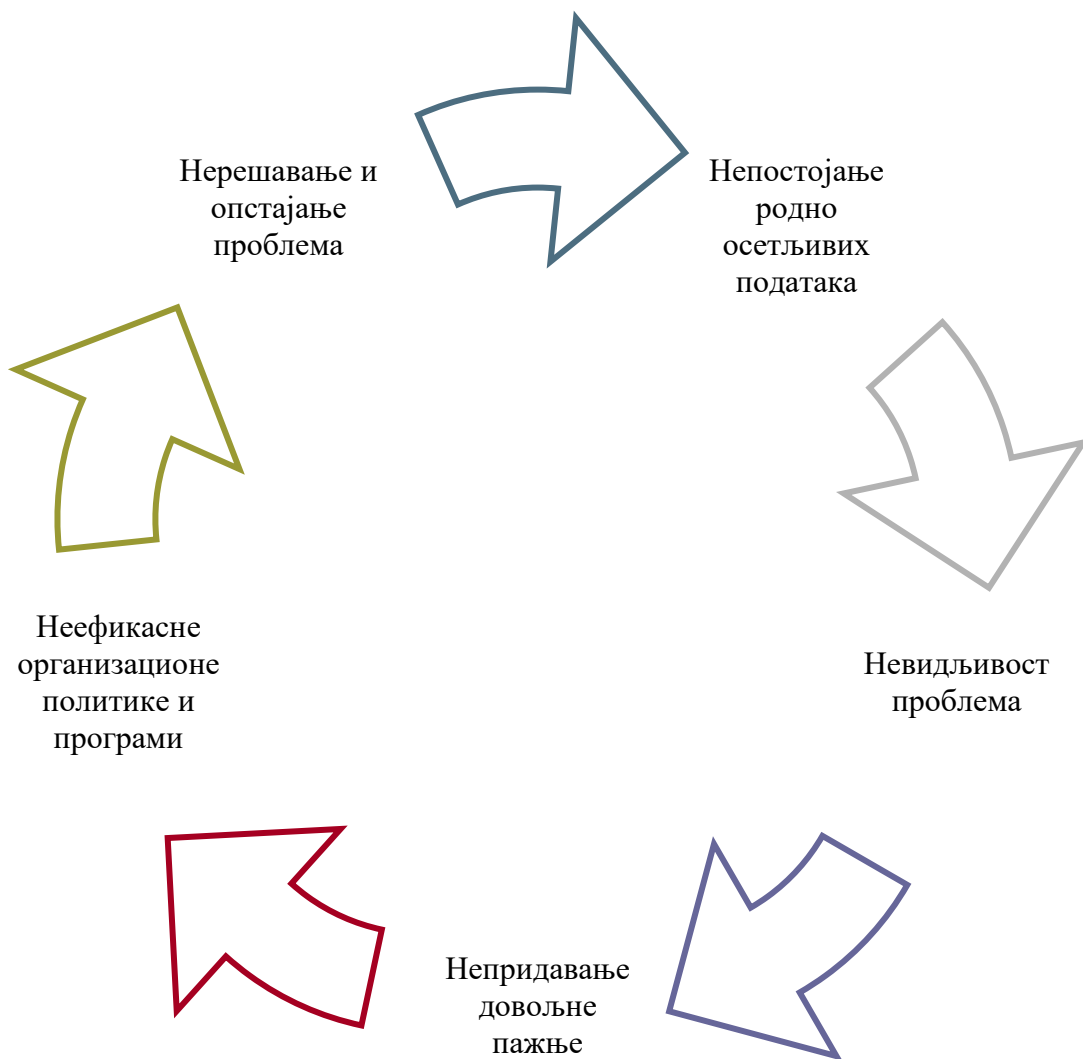 Нерешавање и
опстајање
проблема
Непостојање
родно
осетљивих
података
Невидљивост
проблема
Непридавање
довољне
пажње
Неефикасне
организационе
политике и
програми